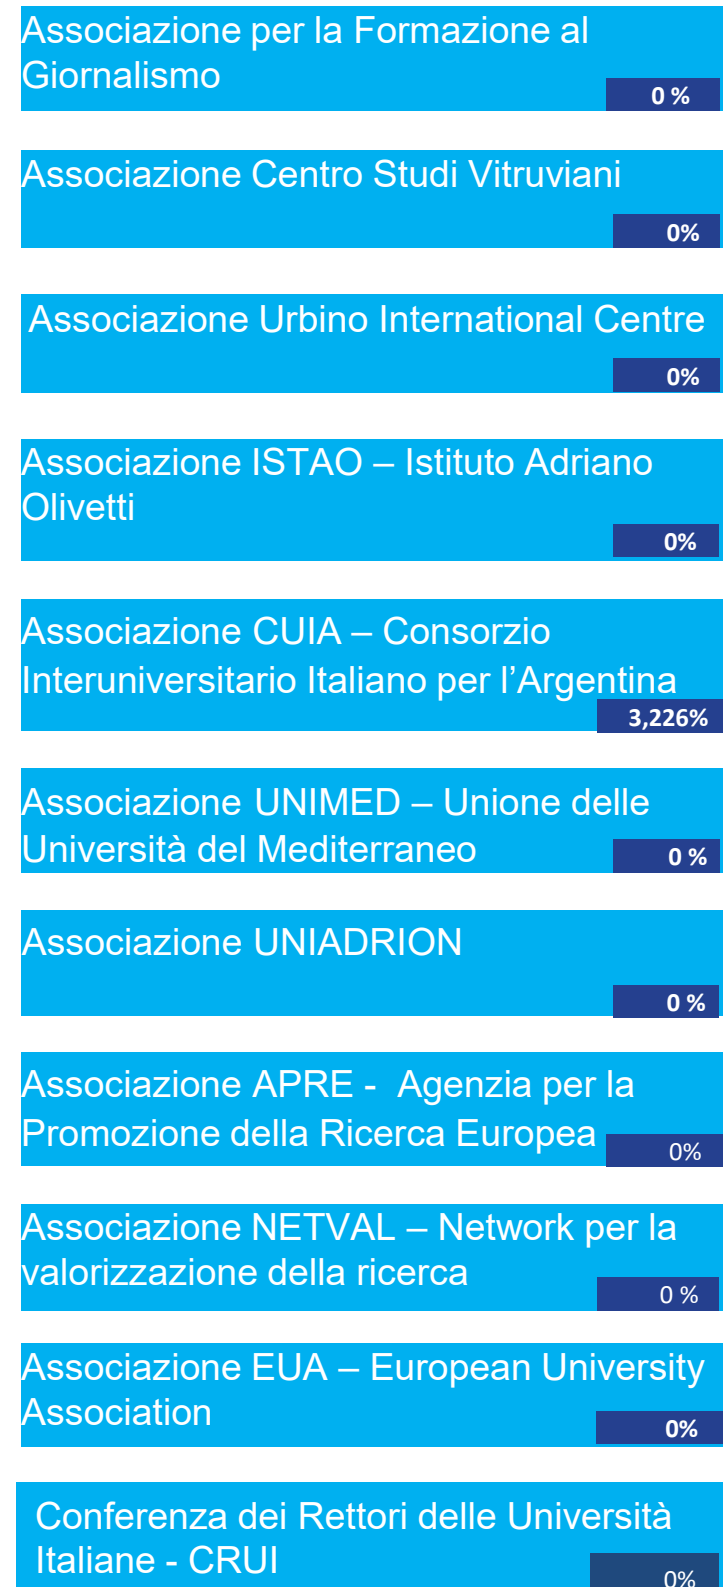 Associazione per la Formazione al
Giornalismo
0 %
Associazione Centro Studi Vitruviani
0%
Associazione Urbino International Centre
0%
Associazione ISTAO – Istituto Adriano
Olivetti
0%
Associazione CUIA – Consorzio
Interuniversitario Italiano per l’Argentina
3,226%
Associazione UNIMED – Unione delle
Università del Mediterraneo
0 %
Associazione UNIADRION
0 %
Associazione APRE - Agenzia per la
Promozione della Ricerca Europea
0%
Associazione NETVAL – Network per la
valorizzazione della ricerca
0 %
Associazione EUA – European University
Association
0%
Conferenza dei Rettori delle Università
Italiane - CRUI
0%